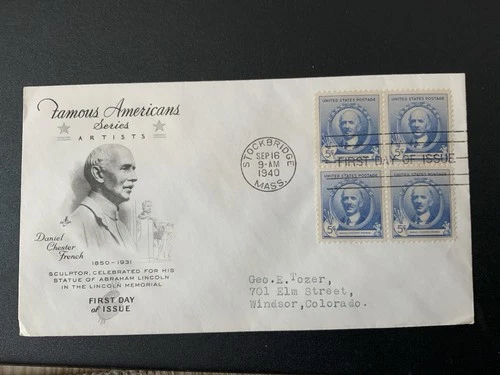 Famous Americans
Series
ARTISTS
Daniel
Chester
French
1850-1931
SCULPTOR, CELEBRATED FOR HIS
STATUE OF ABRAHAM LINCOLN
IN THE LINCOLN MEMORIAL
FIRST DAY
of ISSUE
STOCKBRIDGE
SEP 16
9-AM
1940
MASS.
UNITED STATES POSTAGE
UNITED STATES POSTAGE
5¢
5¢
FIRST DAY OF ISSUE
UNITED STATES POSTAGE
UNITED STATES POSTAGE
5¢
5¢
Geo.E.Tozer,
701 Elm Street,
Windsor,Colorado.